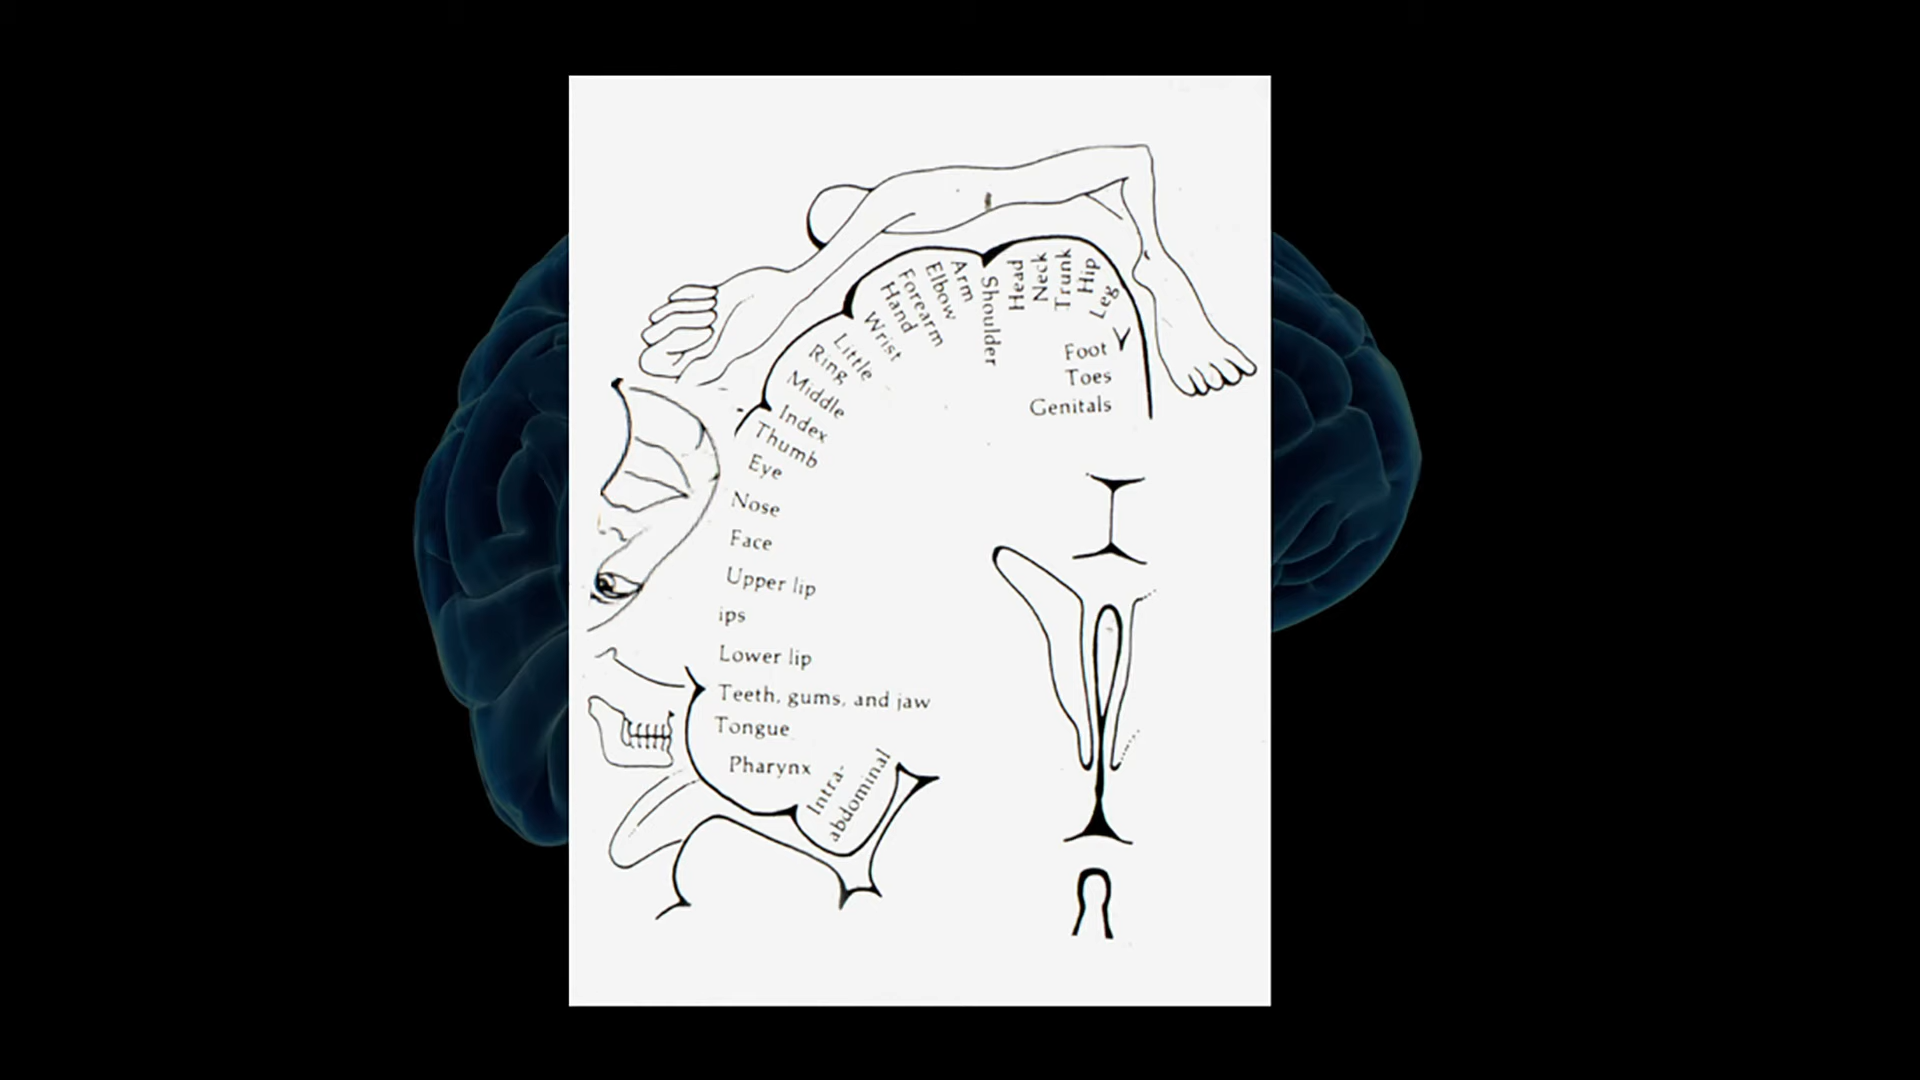 Genitals
Toes
Foot
Leg
Hip
Trunk
Neck
Head
Shoulder
Arm
Elbow
Forearm
Hand
Wrist
Little
Ring
Middle
Index
Thumb
Eye
Nose
Face
Upper lip
ips
Lower lip
Teeth, gums, and jaw
Tongue
Pharynx
Intra-
abdominal